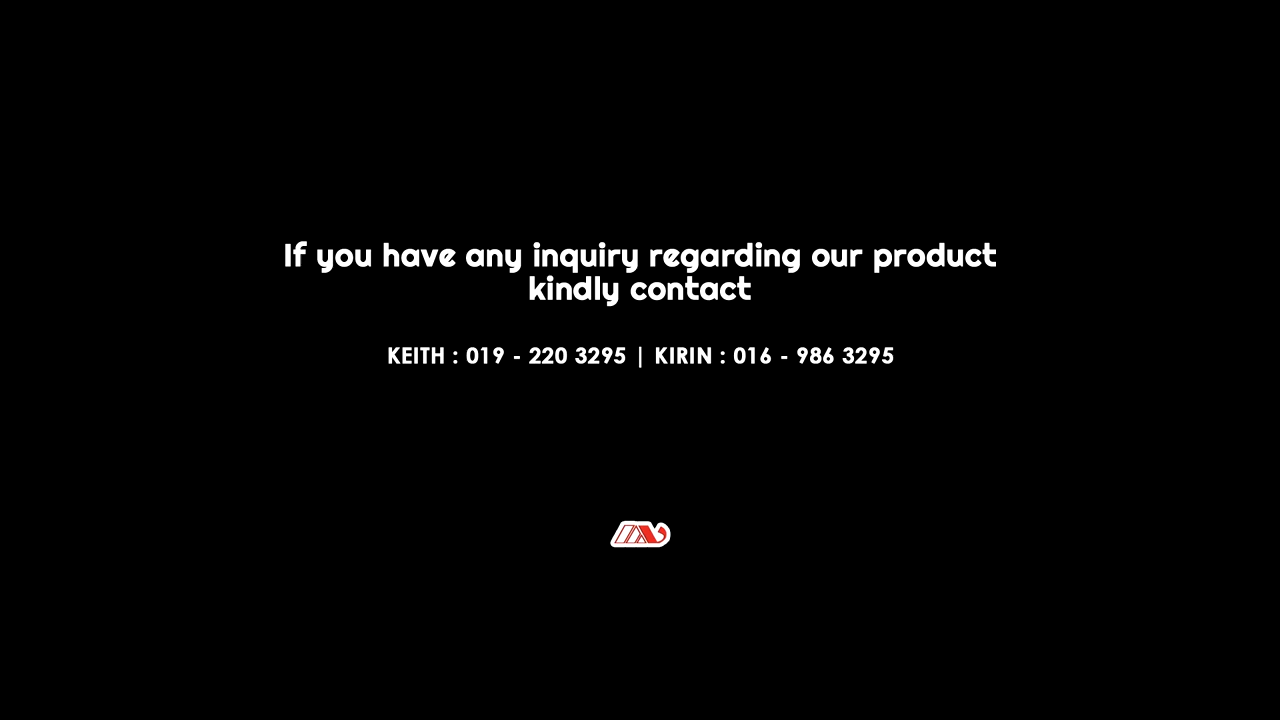 If you have any inquiry regarding our product
kindly contact
KEITH : 019 - 220 3295 | KIRIN : 016 - 986 3295